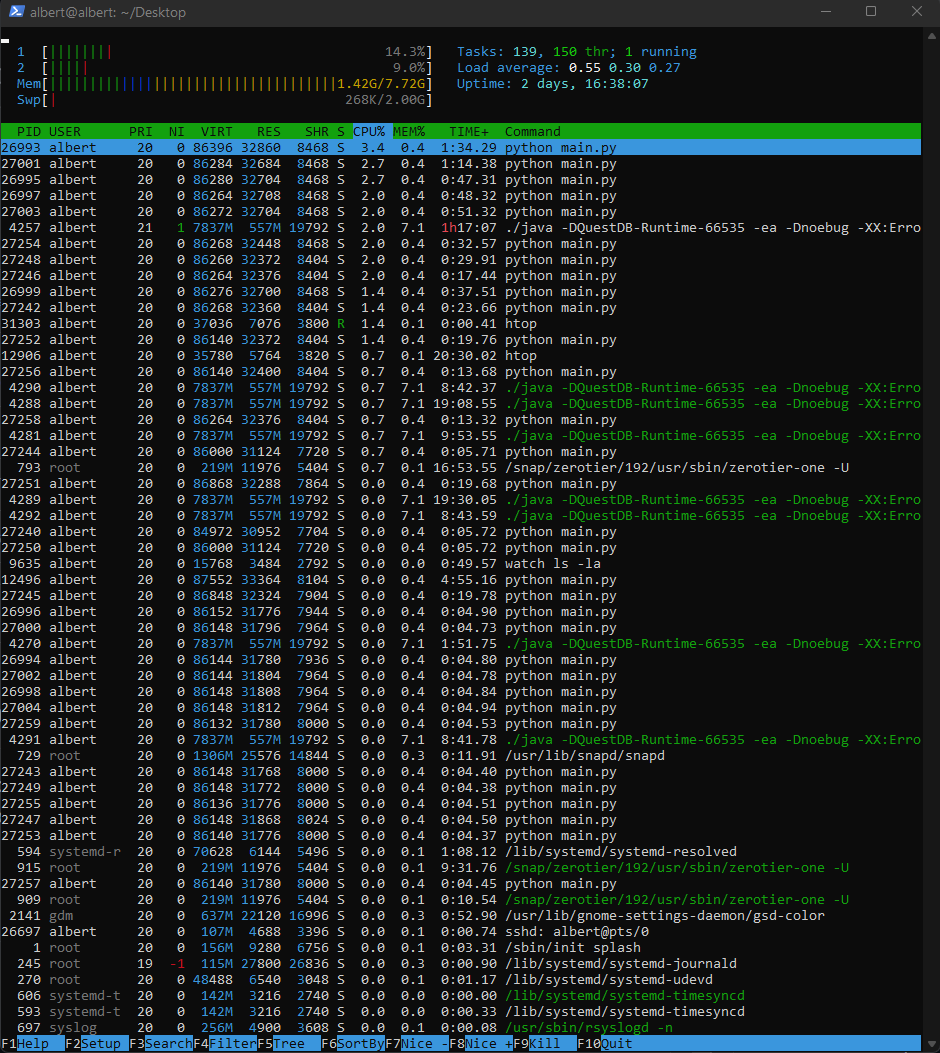 albert@albert: ~/Desktop
1 [|||||||| 14.3%] Tasks: 139, 150 thr; 1 running
2 [||||| 9.0%] Load average: 0.55 0.30 0.27
Mem[||||||||||||||||||||||||||||||||||||1.42G/7.72G] Uptime: 2 days, 16:38:07
Swp[| 268K/2.00G]
PID USER PRI NI VIRT RES SHR S CPU% MEM% TIME+ Command
26993 albert 20 0 86396 32860 8468 S 3.4 0.4 1:34.29 python main.py
27001 albert 20 0 86284 32684 8468 S 2.7 0.4 1:14.38 python main.py
26995 albert 20 0 86280 32704 8468 S 2.7 0.4 0:47.31 python main.py
26997 albert 20 0 86264 32708 8468 S 2.0 0.4 0:48.32 python main.py
27003 albert 20 0 86272 32704 8468 S 2.0 0.4 0:51.32 python main.py
4257 albert 21 1 7837M 557M 19792 S 2.0 7.1 1h17:07 ./java -DQuestDB-Runtime-66535 -ea -Dnoebug -XX:Erro
27254 albert 20 0 86268 32448 8468 S 2.0 0.4 0:32.57 python main.py
27248 albert 20 0 86260 32372 8404 S 2.0 0.4 0:29.91 python main.py
27246 albert 20 0 86264 32376 8404 S 2.0 0.4 0:17.44 python main.py
26999 albert 20 0 86276 32700 8468 S 1.4 0.4 0:37.51 python main.py
27242 albert 20 0 86268 32360 8404 S 1.4 0.4 0:23.66 python main.py
31303 albert 20 0 37036 7076 3800 R 1.4 0.1 0:00.41 htop
27252 albert 20 0 86140 32372 8404 S 1.4 0.4 0:19.76 python main.py
12906 albert 20 0 35780 5764 3820 S 0.7 0.1 20:30.02 htop
27256 albert 20 0 86140 32400 8404 S 0.7 0.4 0:13.68 python main.py
4290 albert 20 0 7837M 557M 19792 S 0.7 7.1 8:42.37 ./java -DQuestDB-Runtime-66535 -ea -Dnoebug -XX:Erro
4288 albert 20 0 7837M 557M 19792 S 0.7 7.1 19:08.55 ./java -DQuestDB-Runtime-66535 -ea -Dnoebug -XX:Erro
27258 albert 20 0 86264 32376 8404 S 0.7 0.4 0:13.32 python main.py
4281 albert 20 0 7837M 557M 19792 S 0.7 7.1 9:53.55 ./java -DQuestDB-Runtime-66535 -ea -Dnoebug -XX:Erro
27244 albert 20 0 86000 31124 7720 S 0.7 0.4 0:05.71 python main.py
793 root 20 0 219M 11976 5404 S 0.7 0.1 16:53.55 /snap/zerotier/192/usr/sbin/zerotier-one -U
27251 albert 20 0 86868 32288 7864 S 0.0 0.4 0:19.68 python main.py
4289 albert 20 0 7837M 557M 19792 S 0.0 7.1 19:30.05 ./java -DQuestDB-Runtime-66535 -ea -Dnoebug -XX:Erro
4292 albert 20 0 7837M 557M 19792 S 0.0 7.1 8:43.59 ./java -DQuestDB-Runtime-66535 -ea -Dnoebug -XX:Erro
27240 albert 20 0 84972 30952 7704 S 0.0 0.4 0:05.72 python main.py
27250 albert 20 0 86000 31124 7720 S 0.0 0.4 0:05.72 python main.py
9635 albert 20 0 15768 3484 2792 S 0.0 0.0 0:49.57 watch ls -la
12496 albert 20 0 87552 33364 8104 S 0.0 0.4 4:55.16 python main.py
27245 albert 20 0 86848 32324 7904 S 0.0 0.4 0:19.78 python main.py
26996 albert 20 0 86152 31776 7944 S 0.0 0.4 0:04.90 python main.py
27000 albert 20 0 86148 31796 7964 S 0.0 0.4 0:04.73 python main.py
4270 albert 20 0 7837M 557M 19792 S 0.0 7.1 1:51.75 ./java -DQuestDB-Runtime-66535 -ea -Dnoebug -XX:Erro
26994 albert 20 0 86144 31780 7936 S 0.0 0.4 0:04.80 python main.py
27002 albert 20 0 86144 31804 7964 S 0.0 0.4 0:04.78 python main.py
26998 albert 20 0 86148 31808 7964 S 0.0 0.4 0:04.84 python main.py
27004 albert 20 0 86148 31812 7964 S 0.0 0.4 0:04.94 python main.py
27259 albert 20 0 86132 31780 8000 S 0.0 0.4 0:04.53 python main.py
4291 albert 20 0 7837M 557M 19792 S 0.0 7.1 8:41.78 ./java -DQuestDB-Runtime-66535 -ea -Dnoebug -XX:Erro
729 root 20 0 1306M 25576 14844 S 0.0 0.3 0:11.91 /usr/lib/snapd/snapd
27243 albert 20 0 86148 31768 8000 S 0.0 0.4 0:04.40 python main.py
27249 albert 20 0 86148 31772 8000 S 0.0 0.4 0:04.38 python main.py
27255 albert 20 0 86136 31776 8000 S 0.0 0.4 0:04.51 python main.py
27247 albert 20 0 86148 31868 8024 S 0.0 0.4 0:04.50 python main.py
27253 albert 20 0 86140 31776 8000 S 0.0 0.4 0:04.37 python main.py
594 systemd-r 20 0 70628 6144 5496 S 0.0 0.1 1:08.12 /lib/systemd/systemd-resolved
915 root 20 0 219M 11976 5404 S 0.0 0.1 9:31.76 /snap/zerotier/192/usr/sbin/zerotier-one -U
27257 albert 20 0 86140 31780 8000 S 0.0 0.4 0:04.45 python main.py
909 root 20 0 219M 11976 5404 S 0.0 0.1 0:10.54 /snap/zerotier/192/usr/sbin/zerotier-one -U
2141 gdm 20 0 637M 22120 16996 S 0.0 0.3 0:52.90 /usr/lib/gnome-settings-daemon/gsd-color
26697 albert 20 0 107M 4688 3396 S 0.0 0.1 0:00.74 sshd: albert@pts/0
1 root 20 0 156M 9280 6756 S 0.0 0.1 0:03.31 /sbin/init splash
245 root 19 -1 115M 27800 26836 S 0.0 0.3 0:00.90 /lib/systemd/systemd-journald
270 root 20 0 48488 6540 3048 S 0.0 0.1 0:01.17 /lib/systemd/systemd-udevd
606 systemd-t 20 0 142M 3216 2740 S 0.0 0.0 0:00.00 /lib/systemd/systemd-timesyncd
593 systemd-t 20 0 142M 3216 2740 S 0.0 0.0 0:00.33 /lib/systemd/systemd-timesyncd
697 syslog 20 0 256M 4900 3608 S 0.0 0.1 0:00.08 /usr/sbin/rsyslogd -n
F1Help F2Setup F3SearchF4FilterF5Tree F6SortByF7Nice -F8Nice +F9Kill F10Quit